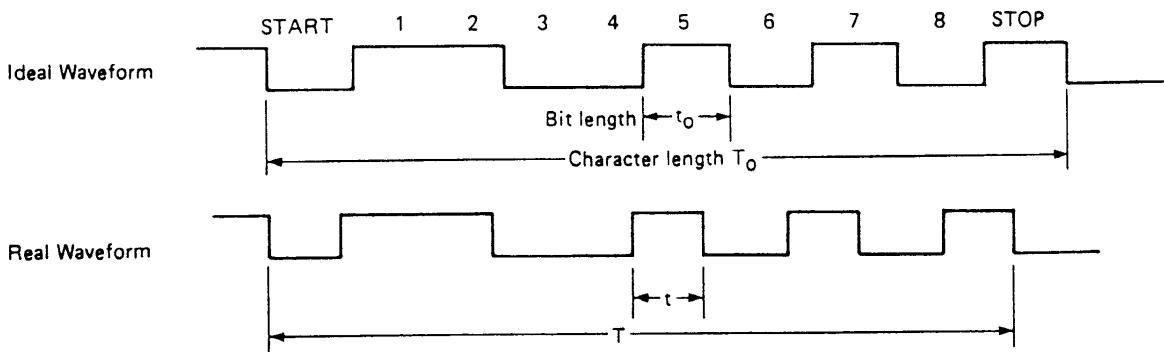 START 1 2 3 4 5 6 7 8 STOP
Ideal Waveform
Bit length t₀
Character length T₀
Real Waveform
t
T